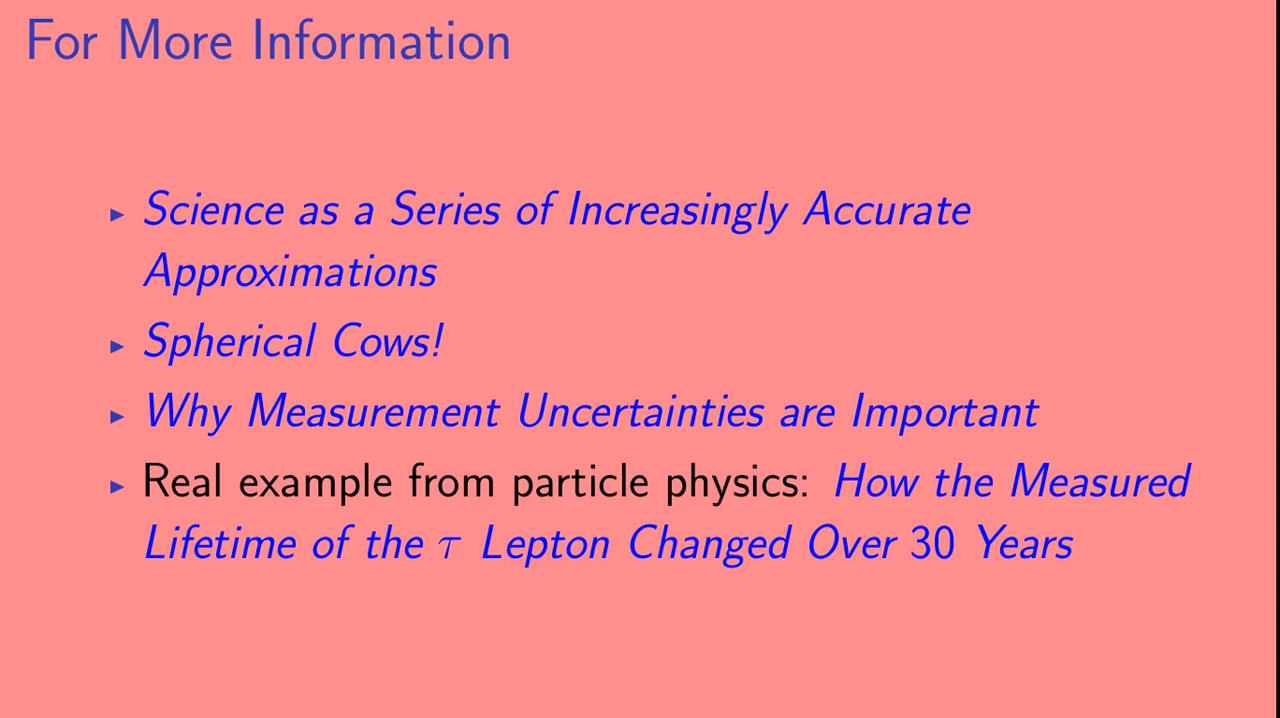 For More Information
▸ Science as a Series of Increasingly Accurate
Approximations
▸ Spherical Cows!
▸ Why Measurement Uncertainties are Important
▸ Real example from particle physics: How the Measured
Lifetime of the τ Lepton Changed Over 30 Years